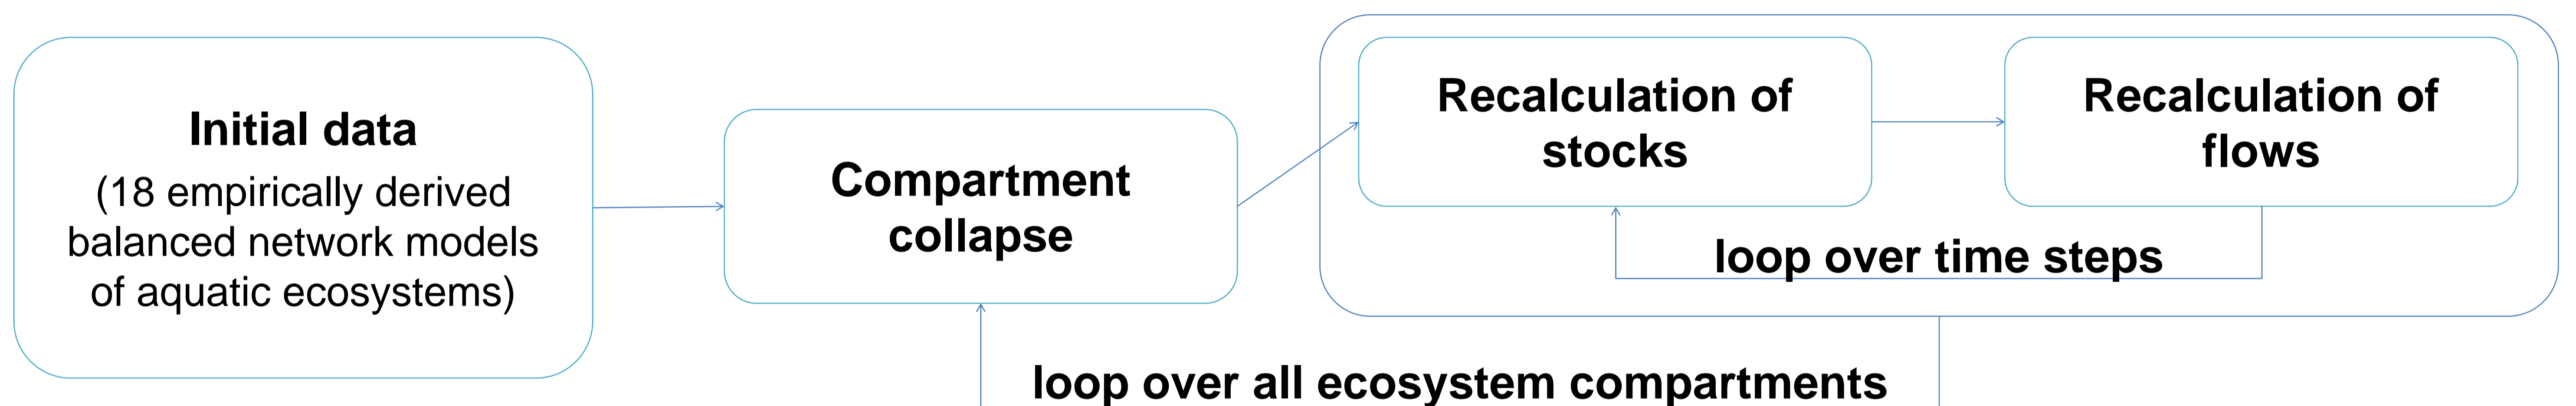 Initial data
(18 empirically derived
balanced network models
of aquatic ecosystems)
Compartment
collapse
Recalculation of
stocks
Recalculation of
flows
loop over time steps
loop over all ecosystem compartments